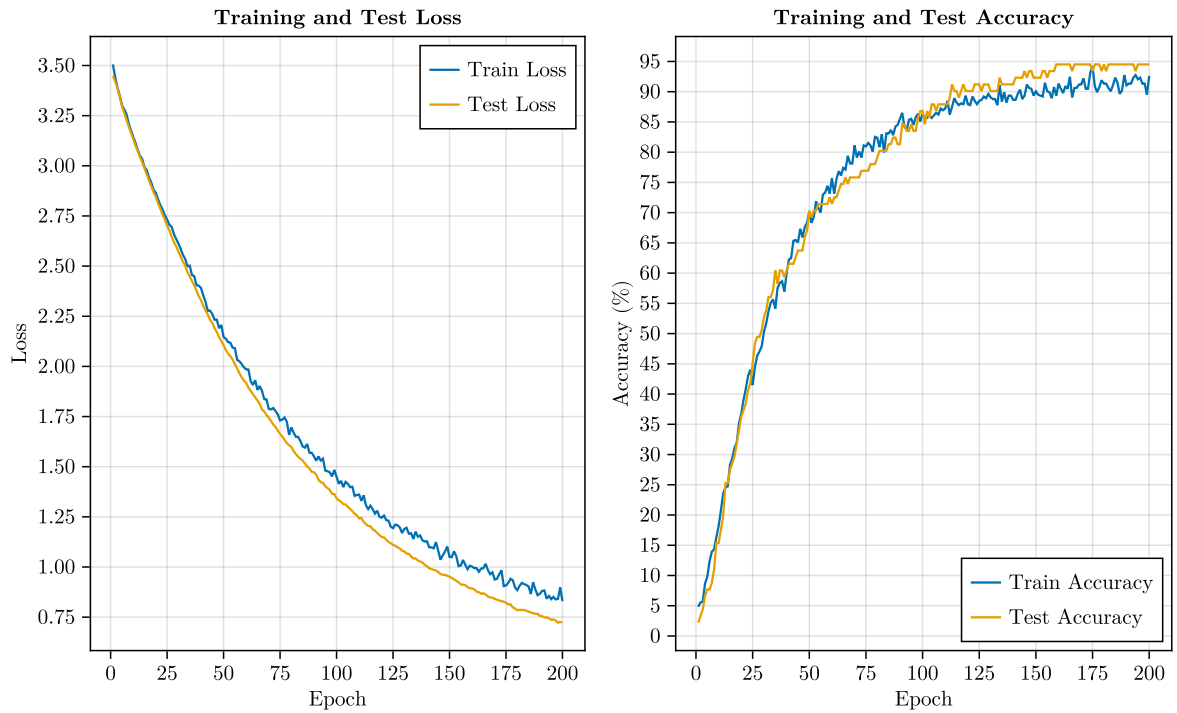 Training and Test Loss
Loss
3.50
3.25
3.00
2.75
2.50
2.25
2.00
1.75
1.50
1.25
1.00
0.75
Train Loss
Test Loss
0 25 50 75 100 125 150 175 200
Epoch
Training and Test Accuracy
Accuracy (%)
95
90
85
80
75
70
65
60
55
50
45
40
35
30
25
20
15
10
5
0
Train Accuracy
Test Accuracy
0 25 50 75 100 125 150 175 200
Epoch